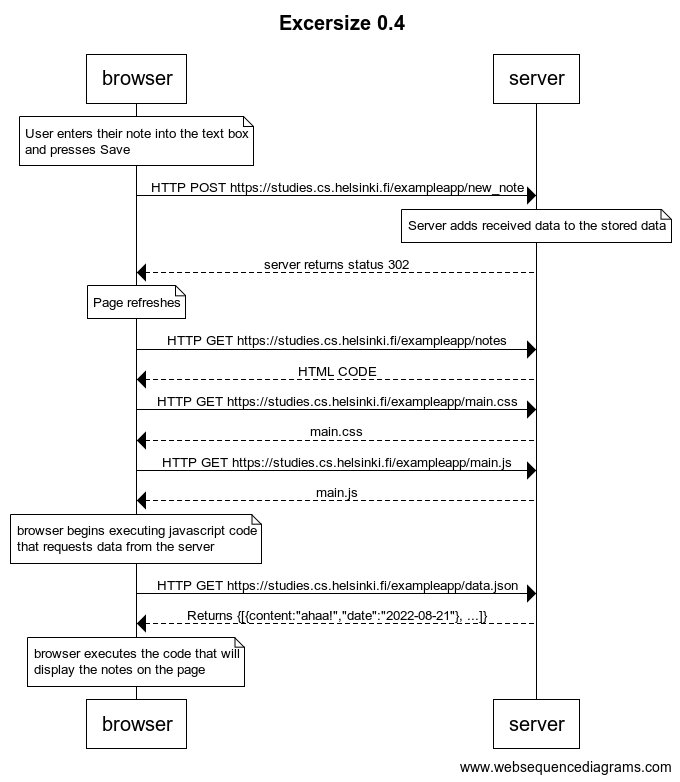 Excersize 0.4
browser
server
User enters their note into the text box
and presses Save
HTTP POST https://studies.cs.helsinki.fi/exampleapp/new_note
Server adds received data to the stored data
server returns status 302
Page refreshes
HTTP GET https://studies.cs.helsinki.fi/exampleapp/notes
HTML CODE
HTTP GET https://studies.cs.helsinki.fi/exampleapp/main.css
main.css
HTTP GET https://studies.cs.helsinki.fi/exampleapp/main.js
main.js
browser begins executing javascript code
that requests data from the server
HTTP GET https://studies.cs.helsinki.fi/exampleapp/data.json
Returns {[{content:"ahaa!","date":"2022-08-21"}, ...]}
browser executes the code that will
display the notes on the page
browser
server
www.websequencediagrams.com